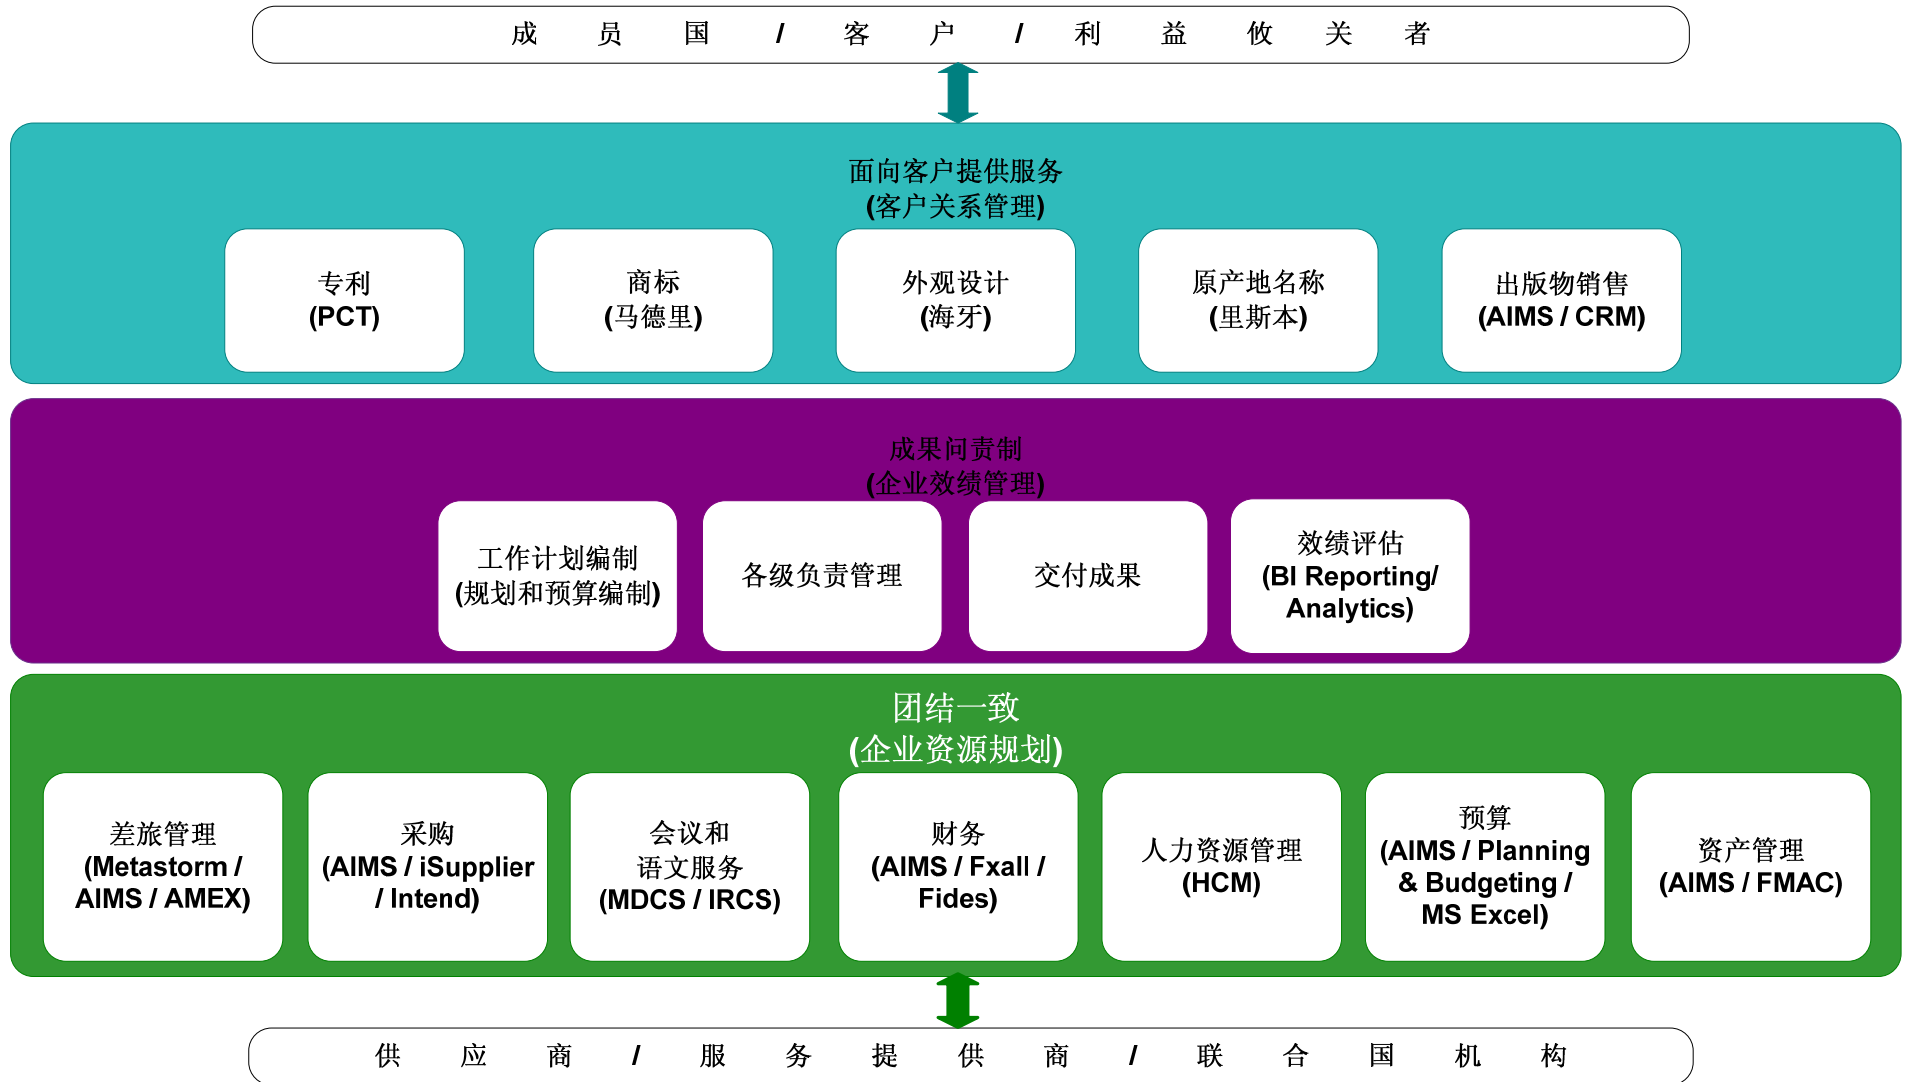 成员国/客户/利益攸关者
面向客户提供服务
(客户关系管理)
专利
(PCT)
商标
(马德里)
外观设计
(海牙)
原产地名称
(里斯本)
出版物销售
(AIMS / CRM)
成果问责制
(企业效绩管理)
工作计划编制
(规划和预算编制)
各级负责管理
交付成果
效绩评估
(BI Reporting/
Analytics)
团结一致
(企业资源规划)
差旅管理
(Metastorm /
AIMS / AMEX)
采购
(AIMS / iSupplier
/ Intend)
会议和
语文服务
(MDCS / IRCS)
财务
(AIMS / Fxall /
Fides)
人力资源管理
(HCM)
预算
(AIMS / Planning
& Budgeting /
MS Excel)
资产管理
(AIMS / FMAC)
供应商/服务提供商/联合国机构